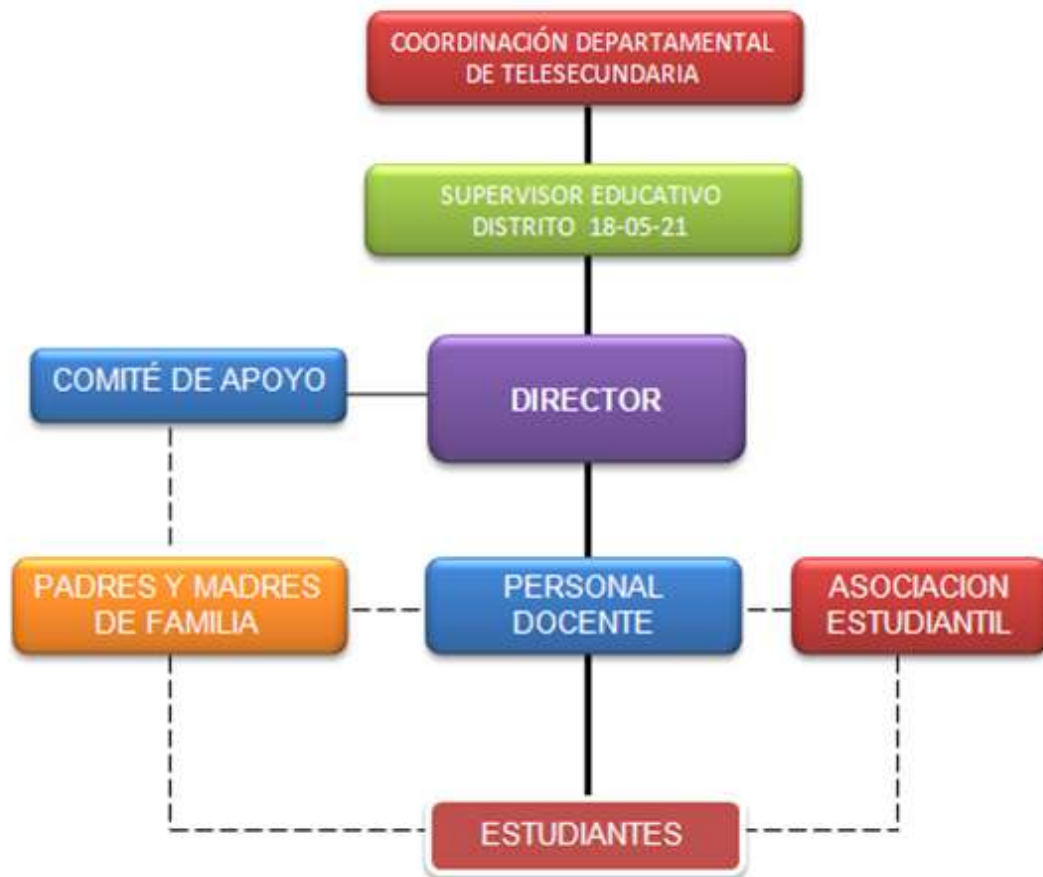 COORDINACIÓN DEPARTAMENTAL
DE TELESECUNDARIA
SUPERVISOR EDUCATIVO
DISTRITO 18-05-21
COMITÉ DE APOYO
DIRECTOR
PADRES Y MADRES
DE FAMILIA
PERSONAL
DOCENTE
ASOCIACION
ESTUDIANTIL
ESTUDIANTES